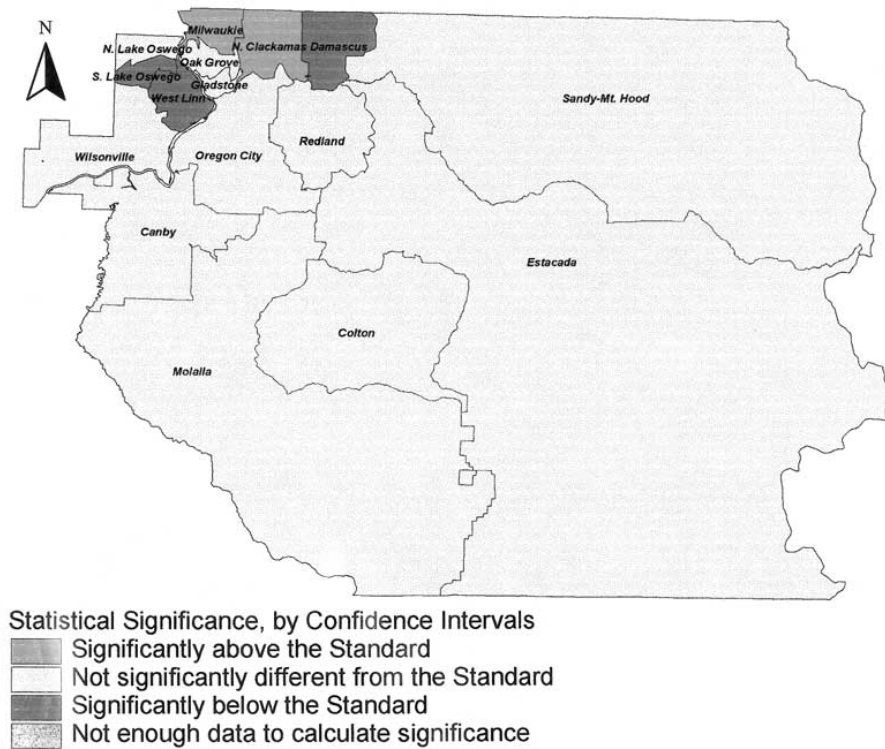 N
Milwaukie
N. Lake Oswego
N. Clackamas Damascus
Oak Grove
S. Lake Oswego
Gladstone
West Linn
Sandy-Mt. Hood
Redland
Wilsonville
Oregon City
Canby
Estacada
Colton
Molalla
Statistical Significance, by Confidence Intervals
Significantly above the Standard
Not significantly different from the Standard
Significantly below the Standard
Not enough data to calculate significance